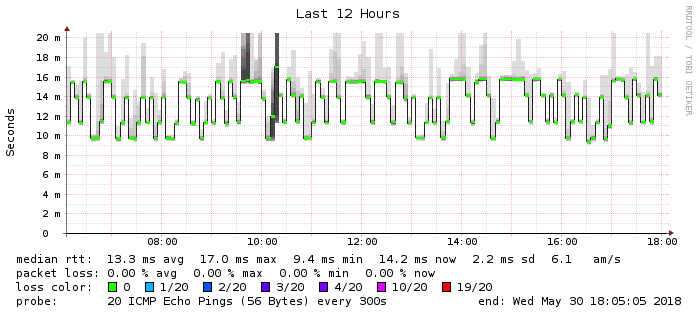 Last 12 Hours
RRDTOOL / TOBI OETIKER
Seconds
20 m
18 m
16 m
14 m
12 m
10 m
8 m
6 m
4 m
2 m
0
08:00 10:00 12:00 14:00 16:00 18:00
median rtt: 13.3 ms avg 17.0 ms max 9.4 ms min 14.2 ms now 2.2 ms sd 6.1 am/s
packet loss: 0.00 % avg 0.00 % max 0.00 % min 0.00 % now
loss color: 0 1/20 2/20 3/20 4/20 10/20 19/20
probe: 20 ICMP Echo Pings (56 Bytes) every 300s end: Wed May 30 18:05:05 2018